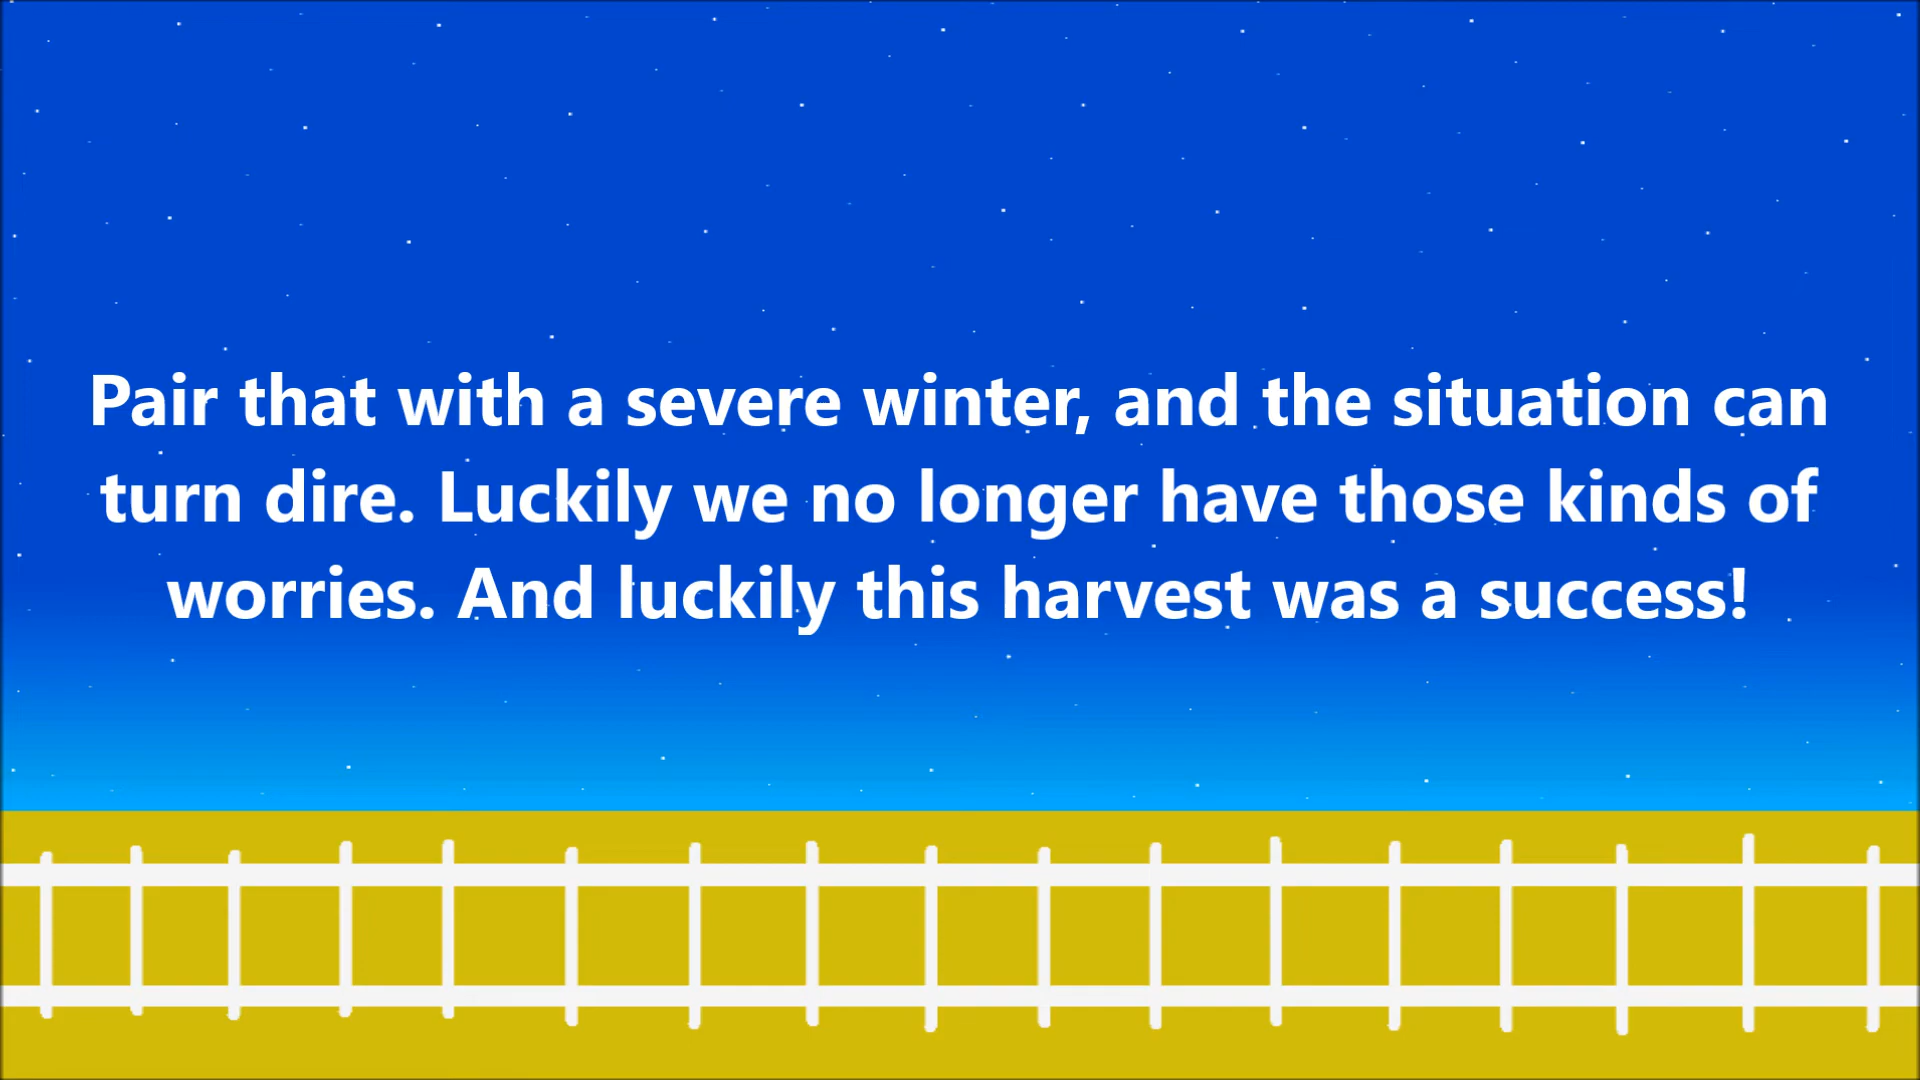 Pair that with a severe winter, and the situation can
turn dire. Luckily we no longer have those kinds of
worries. And luckily this harvest was a success!